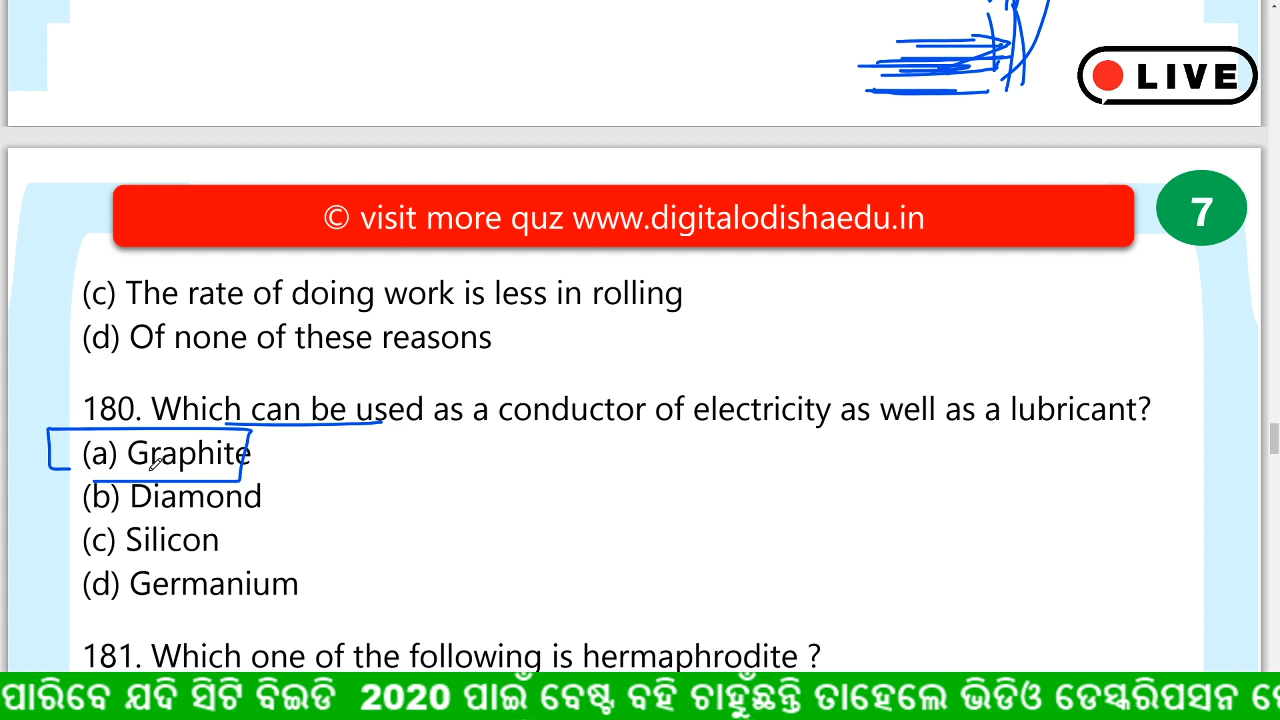 LIVE
© visit more quz www.digitalodishaedu.in
7
(c) The rate of doing work is less in rolling
(d) Of none of these reasons
180. Which can be used as a conductor of electricity as well as a lubricant?
(a) Graphite
(b) Diamond
(c) Silicon
(d) Germanium
181. Which one of the following is hermaphrodite ?
ପାରିବେ ଯଦି ସିଟି ବିଇଡି 2020 ପାଇଁ ବେଷ୍ଟ ବହି ଚାହୁଁଛନ୍ତି ତାହେଲେ ଭିଡିଓ ଡେସ୍କରିପସନ